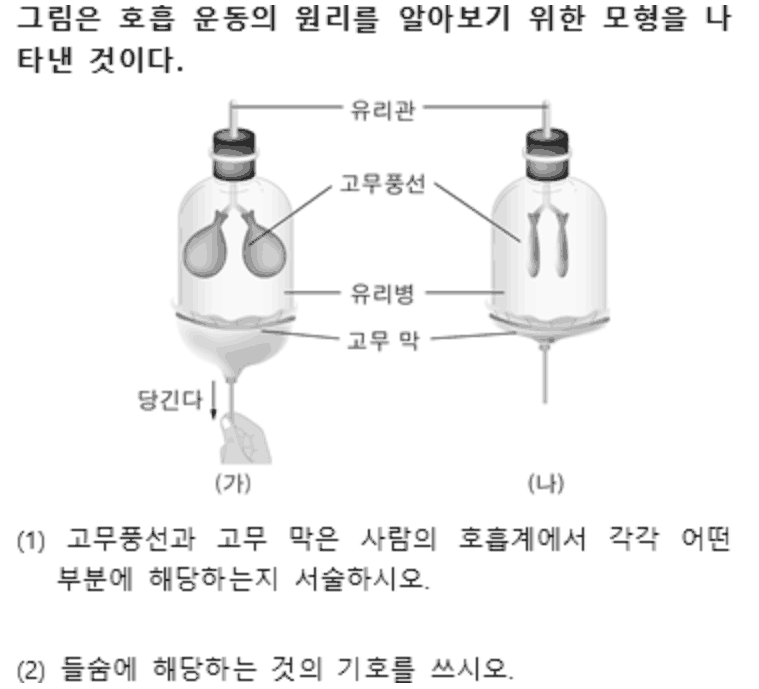 그림은 호흡 운동의 원리를 알아보기 위한 모형을 나
타낸 것이다.
유리관
고무풍선
유리병
고무 막
당긴다
(가)
(나)
(1) 고무풍선과 고무 막은 사람의 호흡계에서 각각 어떤
부분에 해당하는지 서술하시오.
(2) 들숨에 해당하는 것의 기호를 쓰시오.